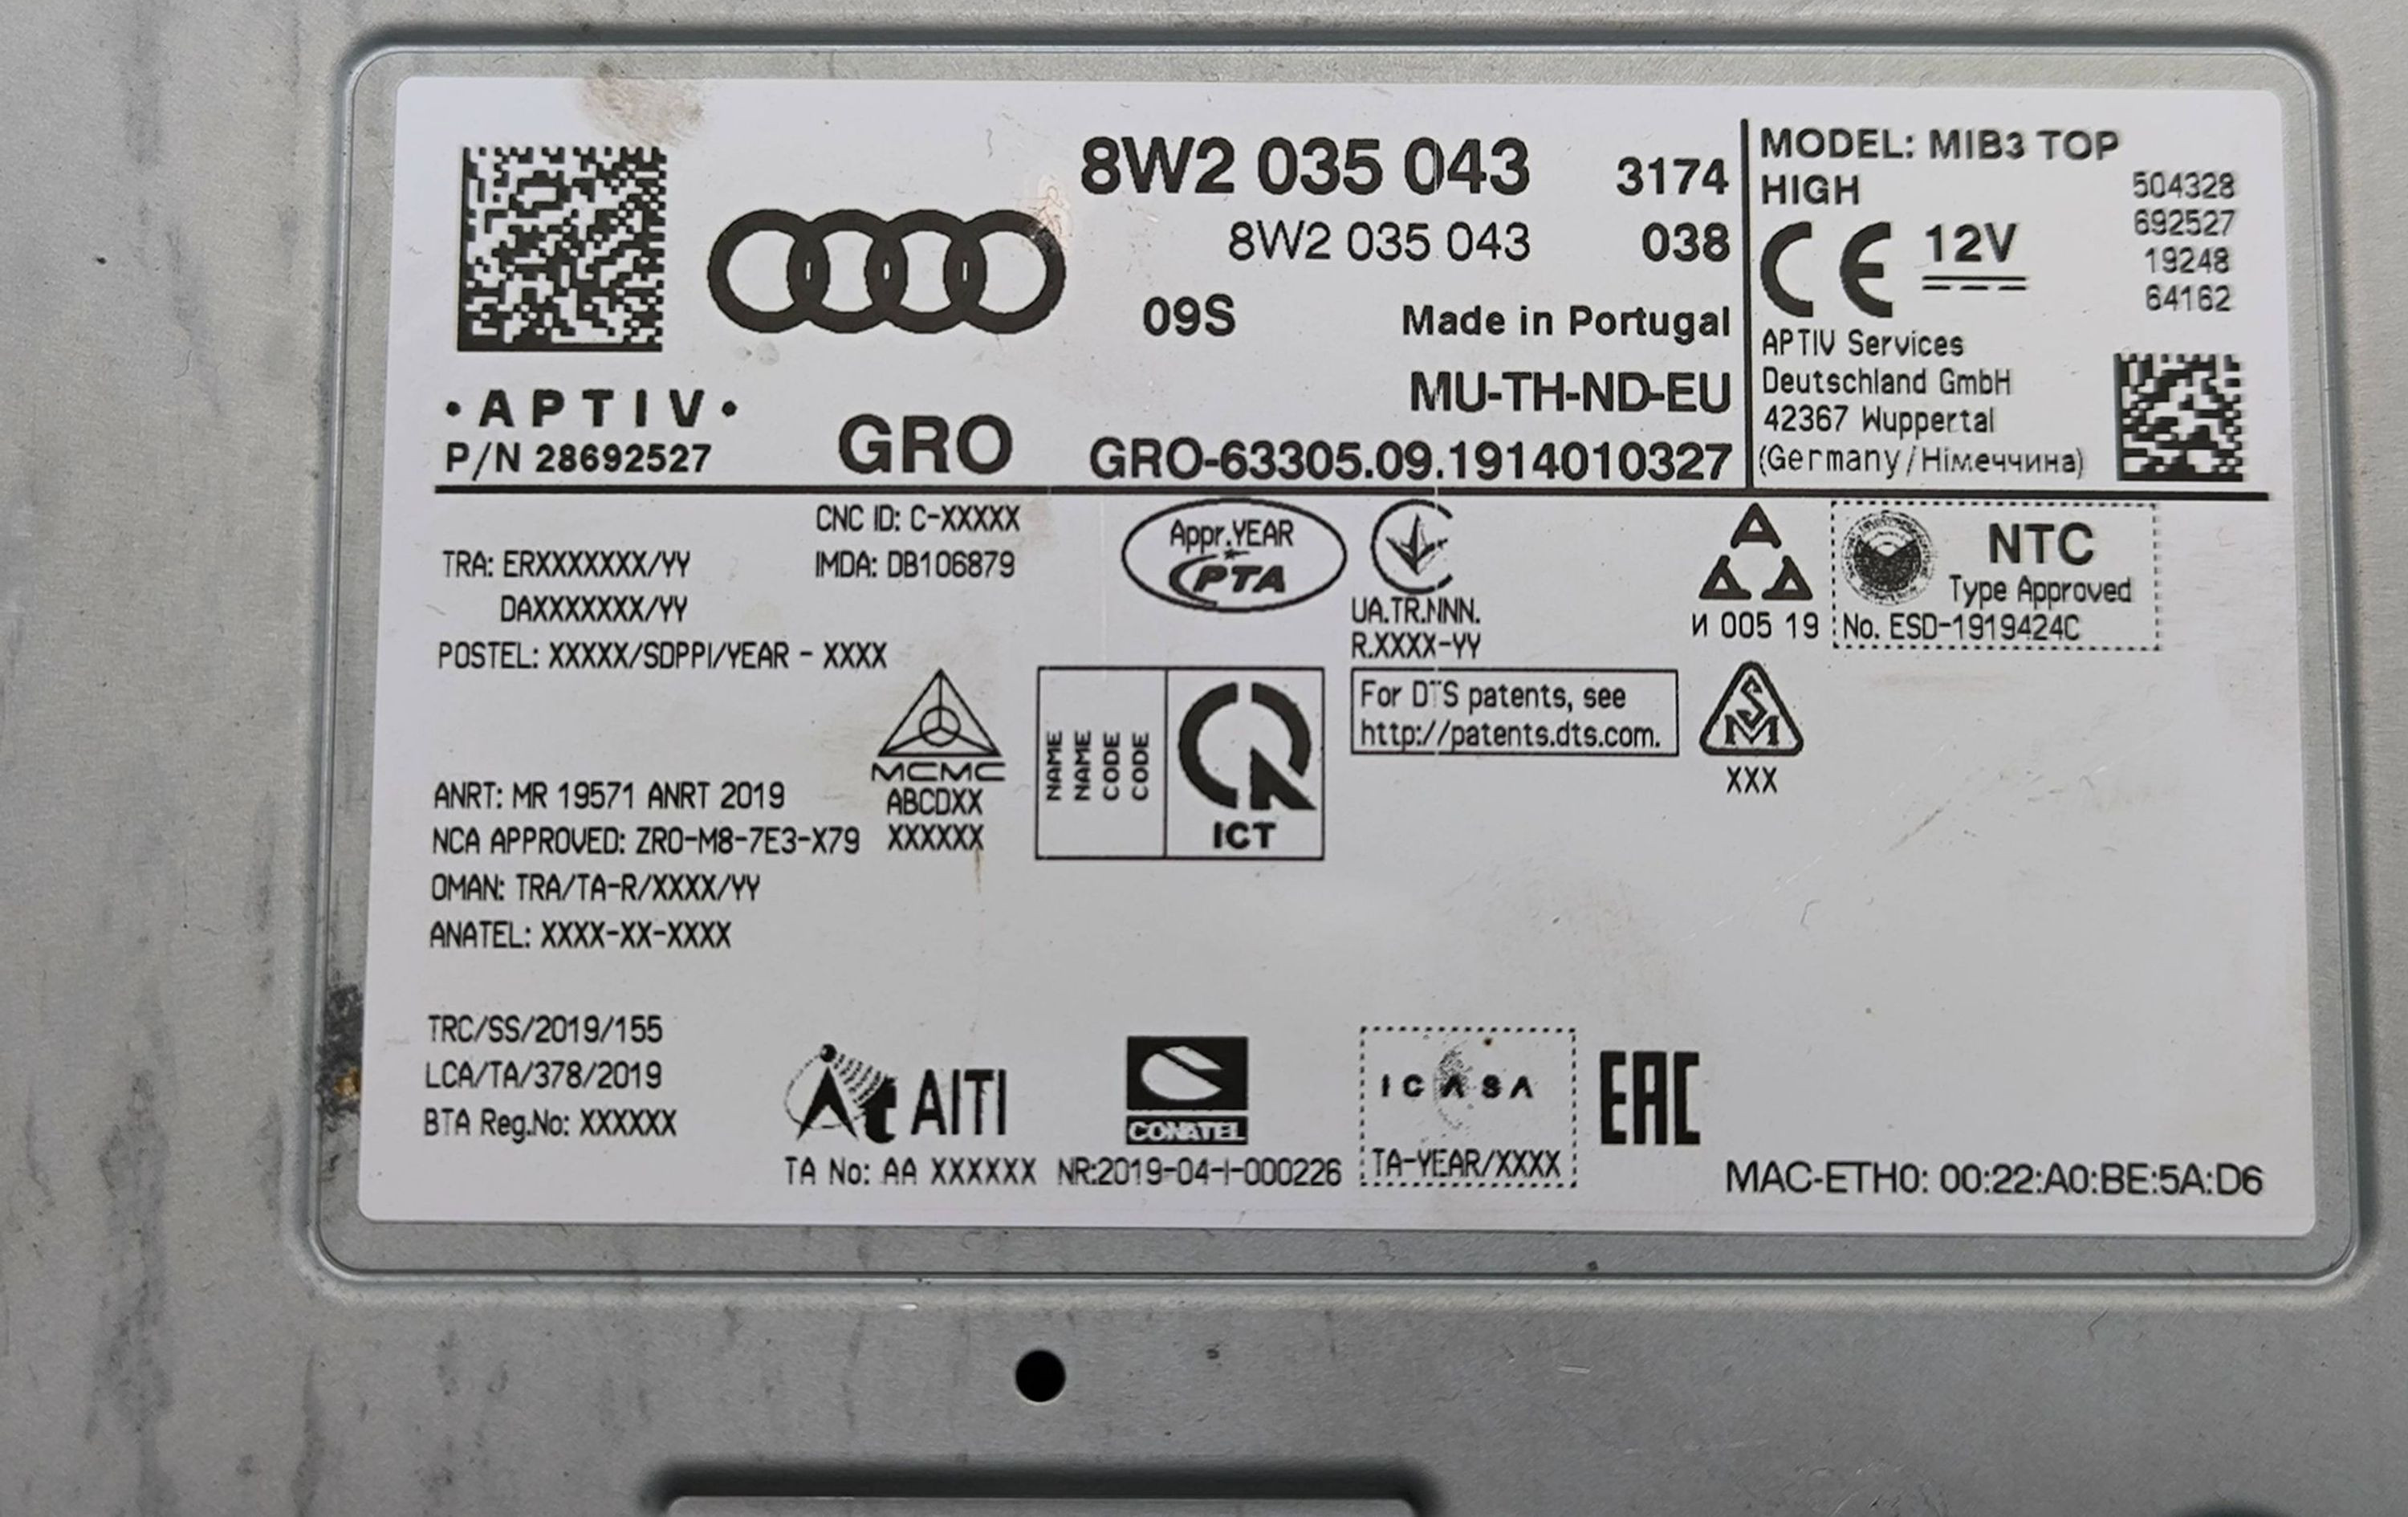 8W2 035 043 3174
8W2 035 043 038
09S Made in Portugal
MU-TH-ND-EU
• A P T I V •
P/N 28692527
GRO GRO-63305.09.1914010327
MODEL: MIB3 TOP
HIGH
504328
692527
19248
64162
CE 12V
APTIV Services
Deutschland GmbH
42367 Wuppertal
(Germany/Німеччина)
CNC ID: C-XXXXX
TRA: ERXXXXXXX/YY IMDA: DB106879
DAXXXXXXX/YY
POSTEL: XXXXX/SDPPI/YEAR - XXXX
Appr.YEAR
PTA
UA.TR.NNN.
R.XXXX-YY
И 005 19
NTC
Type Approved
No. ESD-1919424C
MCMC
ABCDXX
XXXXXX
NAME
NAME
CODE
CODE
ICT
For DTS patents, see
http://patents.dts.com.
SM
XXX
ANRT: MR 19571 ANRT 2019
NCA APPROVED: ZR0-M8-7E3-X79
OMAN: TRA/TA-R/XXXX/YY
ANATEL: XXXX-XX-XXXX
TRC/SS/2019/155
LCA/TA/378/2019
BTA Reg.No: XXXXXX
At AITI
TA No: AA XXXXXX
CONATEL
NR:2019-04-I-000226
ICASA
TA-YEAR/XXXX
EAC
MAC-ETH0: 00:22:A0:BE:5A:D6